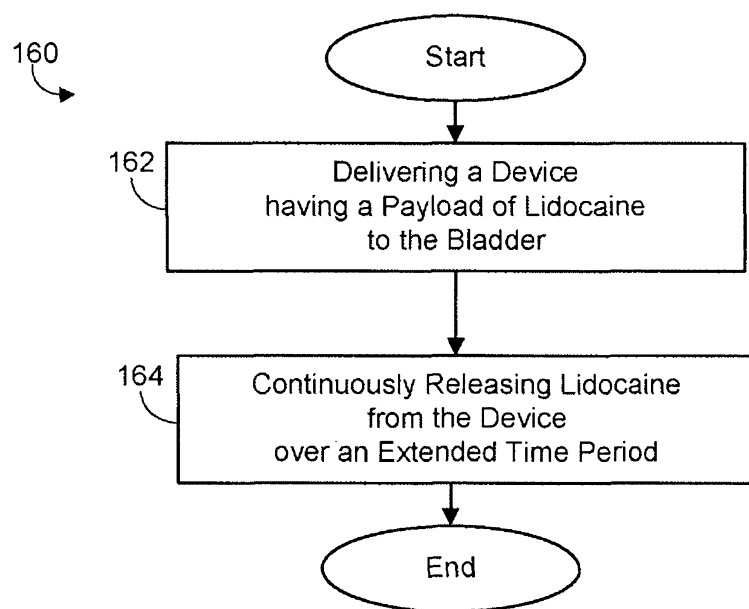 160
Start
162
Delivering a Device
having a Payload of Lidocaine
to the Bladder
164
Continuously Releasing Lidocaine
from the Device
over an Extended Time Period
End